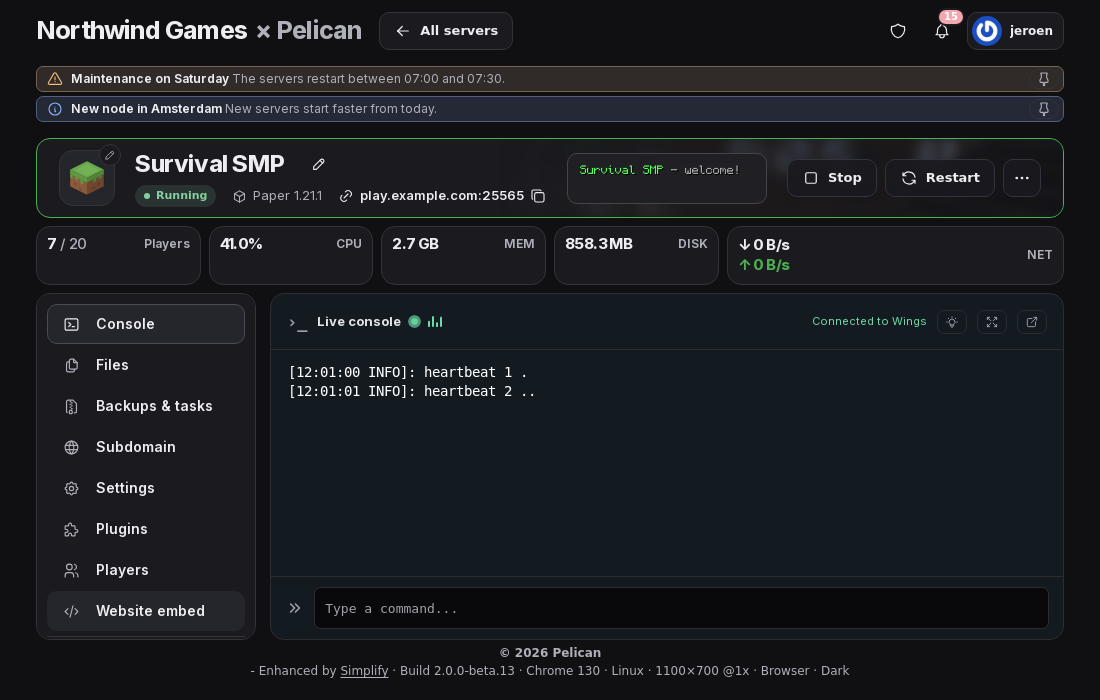 Northwind Games × Pelican
All servers
15
jeroen
Maintenance on Saturday The servers restart between 07:00 and 07:30.
New node in Amsterdam New servers start faster from today.
Survival SMP
Running
Paper 1.21.1
play.example.com:25565
Survival SMP — welcome!
Stop
Restart
7 / 20 Players
41.0% CPU
2.7 GB MEM
858.3 MB DISK
↓ 0 B/s
↑ 0 B/s
NET
Console
Files
Backups & tasks
Subdomain
Settings
Plugins
Players
Website embed
Live console
Connected to Wings
[12:01:00 INFO]: heartbeat 1 .
[12:01:01 INFO]: heartbeat 2 ..
Type a command...
© 2026 Pelican
- Enhanced by Simplify · Build 2.0.0-beta.13 · Chrome 130 · Linux · 1100×700 @1x · Browser · Dark